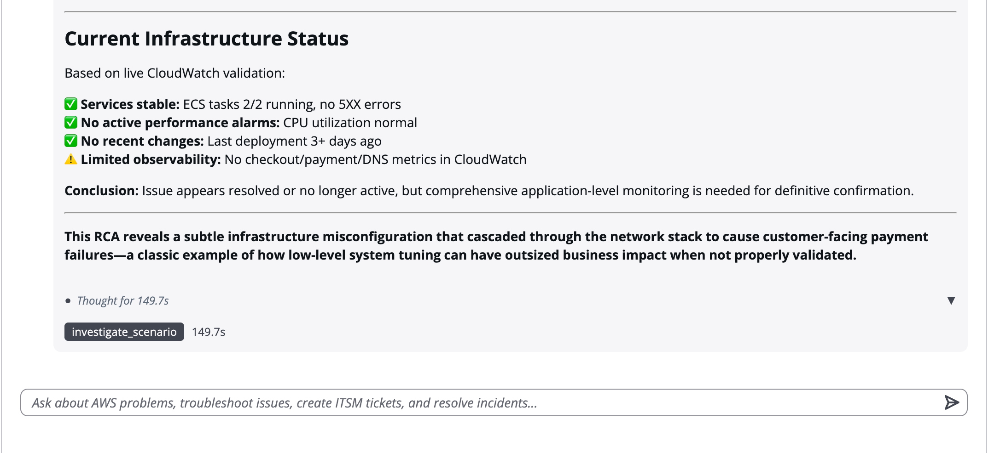 Current Infrastructure Status
Based on live CloudWatch validation:
✅ Services stable: ECS tasks 2/2 running, no 5XX errors
✅ No active performance alarms: CPU utilization normal
✅ No recent changes: Last deployment 3+ days ago
⚠️ Limited observability: No checkout/payment/DNS metrics in CloudWatch
Conclusion: Issue appears resolved or no longer active, but comprehensive application-level monitoring is needed for definitive confirmation.
This RCA reveals a subtle infrastructure misconfiguration that cascaded through the network stack to cause customer-facing payment
failures—a classic example of how low-level system tuning can have outsized business impact when not properly validated.
• Thought for 149.7s ▼
investigate_scenario 149.7s
Ask about AWS problems, troubleshoot issues, create ITSM tickets, and resolve incidents...